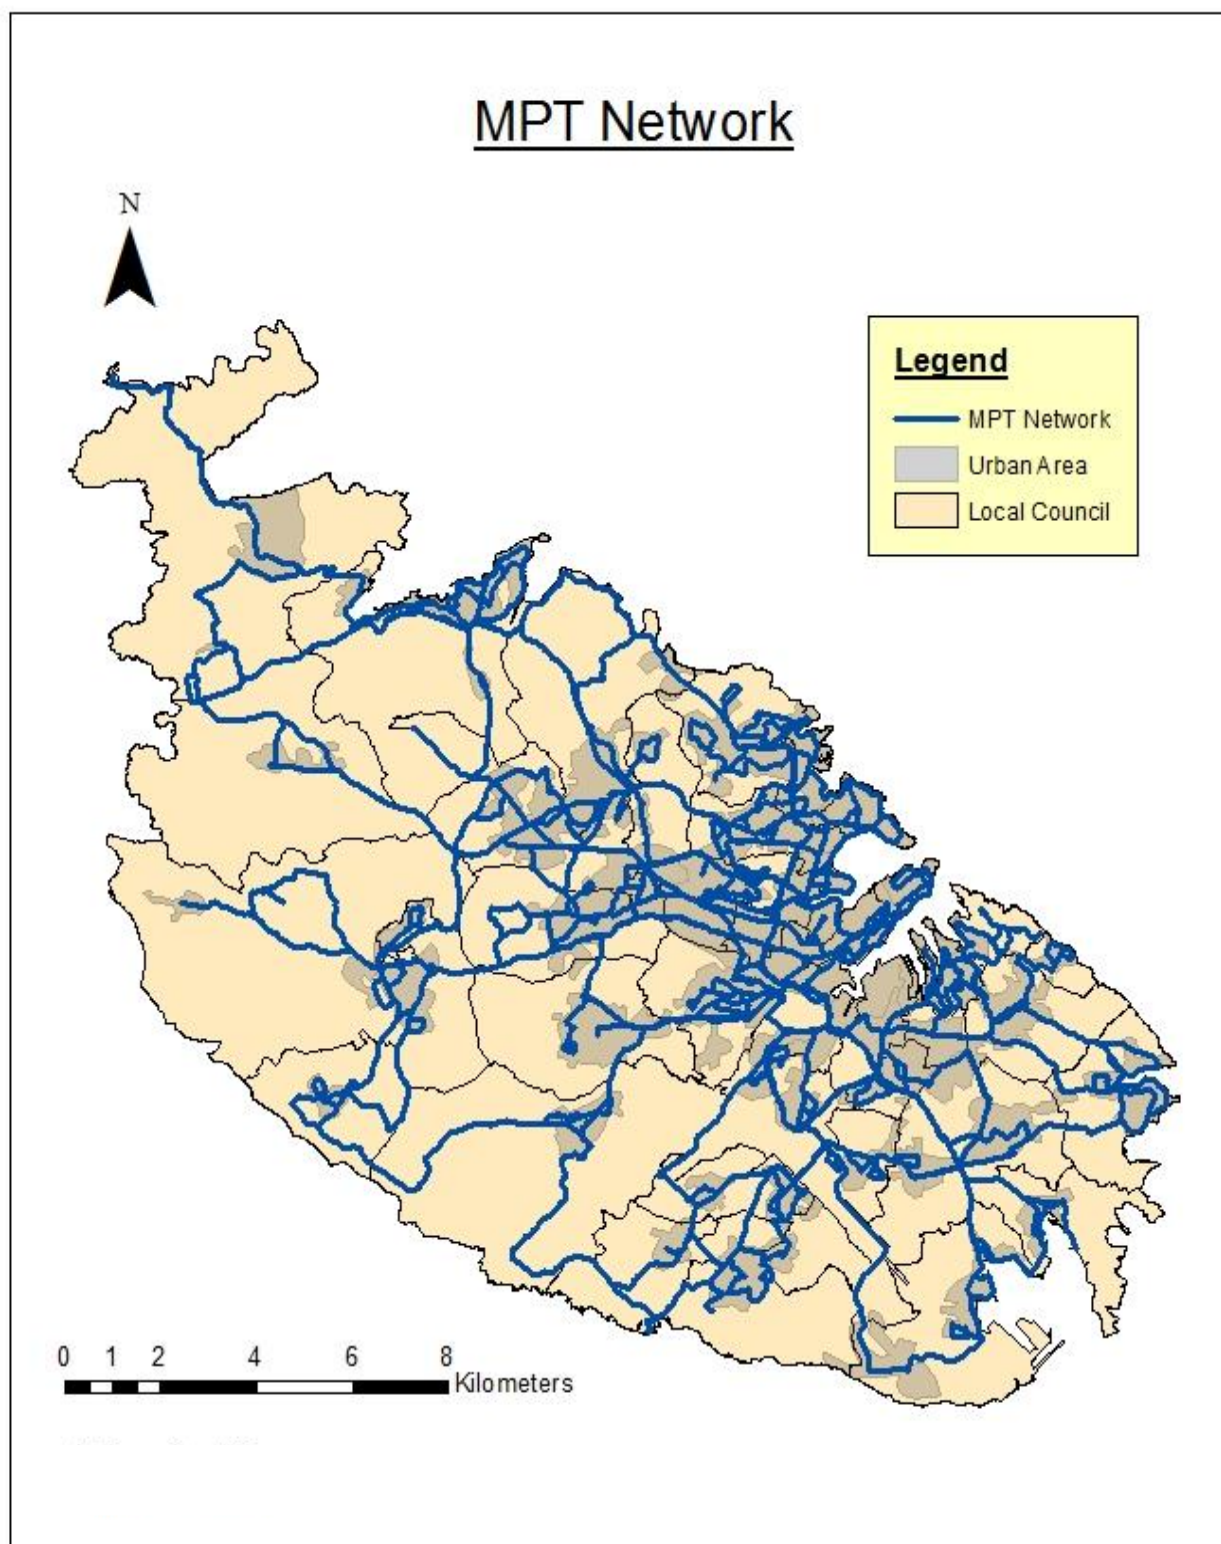 MPT Network
N
Legend
MPT Network
Urban Area
Local Council
0 1 2 4 6 8
Kilometers